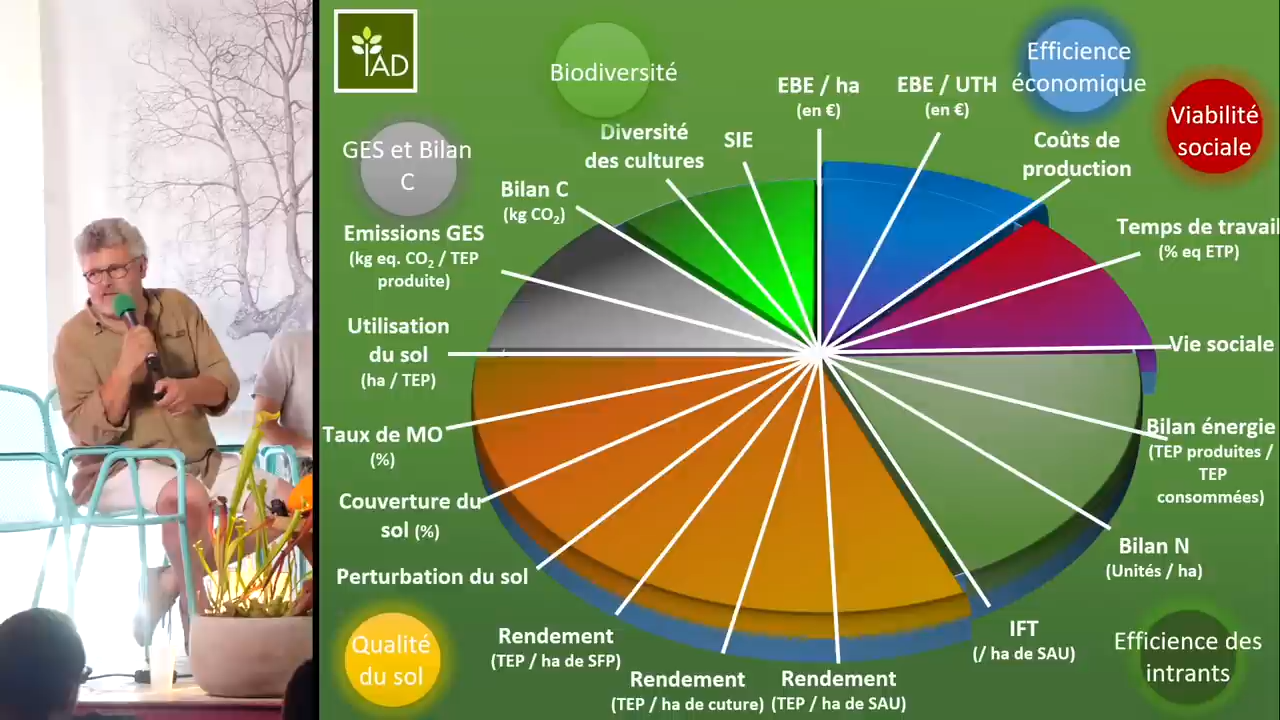 IAD
Biodiversité
Efficience
économique
EBE / ha
(en €)
EBE / UTH
(en €)
Viabilité
sociale
Diversité
des cultures
SIE
Coûts de
production
GES et Bilan
C
Bilan C
(kg CO₂)
Temps de travail
(% eq ETP)
Emissions GES
(kg eq. CO₂ / TEP
produite)
Utilisation
du sol
(ha / TEP)
Vie sociale
Taux de MO
(%)
Bilan énergie
(TEP produites /
TEP
consommées)
Couverture du
sol (%)
Bilan N
(Unités / ha)
Perturbation du sol
Rendement
(TEP / ha de SFP)
Rendement
(TEP / ha de cuture)
Rendement
(TEP / ha de SAU)
IFT
(/ ha de SAU)
Qualité
du sol
Efficience des
intrants